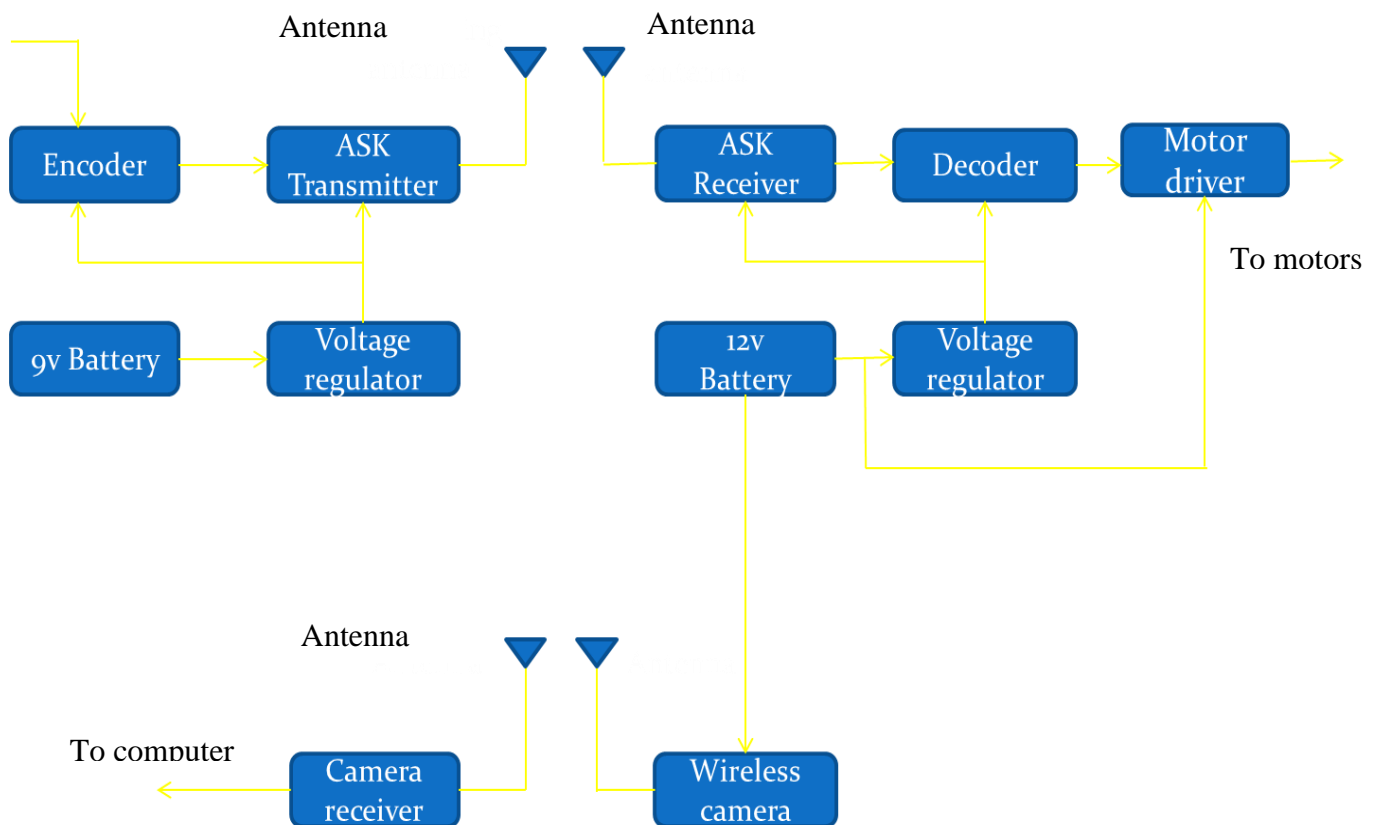 Antenna
Antenna
Encoder
ASK
Transmitter
ASK
Receiver
Decoder
Motor
driver
To motors
9v Battery
Voltage
regulator
12v
Battery
Voltage
regulator
Antenna
To computer
Camera
receiver
Wireless
camera